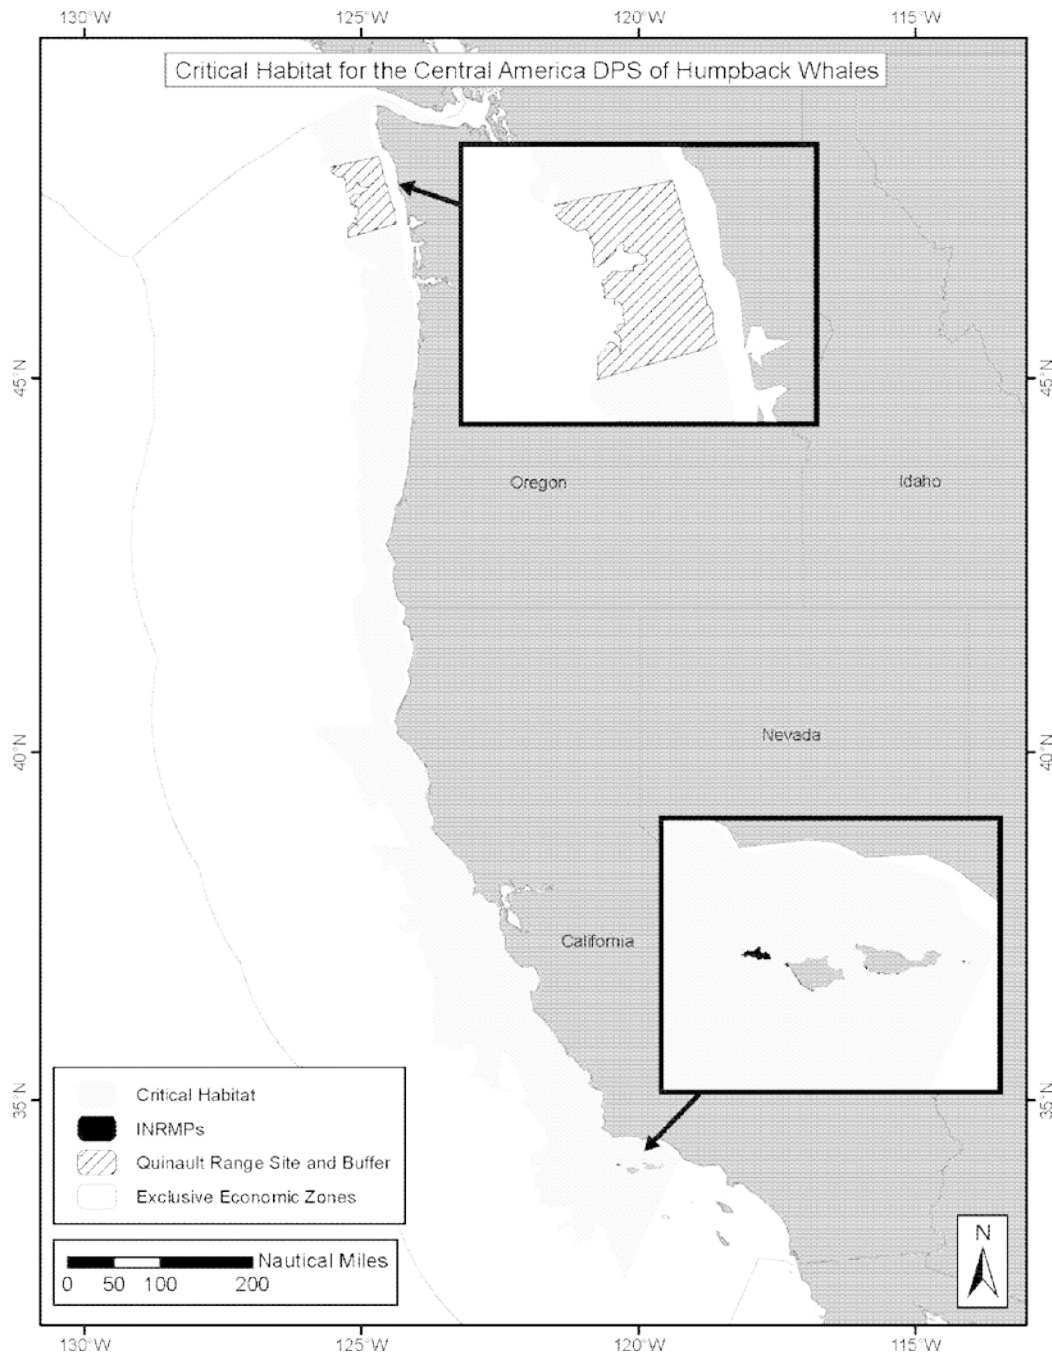 130°W 125°W 120°W 115°W
Critical Habitat for the Central America DPS of Humpback Whales
45°N 45°N
Oregon Idaho
40°N 40°N
Nevada
California
35°N 35°N
Critical Habitat
INRMPs
Quinault Range Site and Buffer
Exclusive Economic Zones
N
Nautical Miles
0 50 100 200
130°W 125°W 120°W 115°W